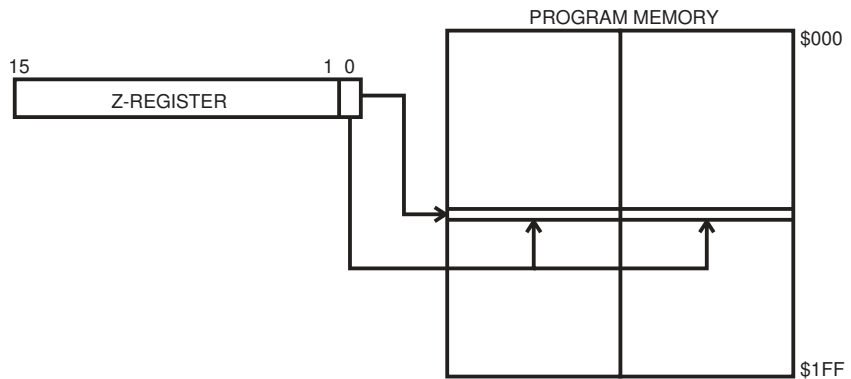 PROGRAM MEMORY
$000
15 1 0
Z-REGISTER
$1FF